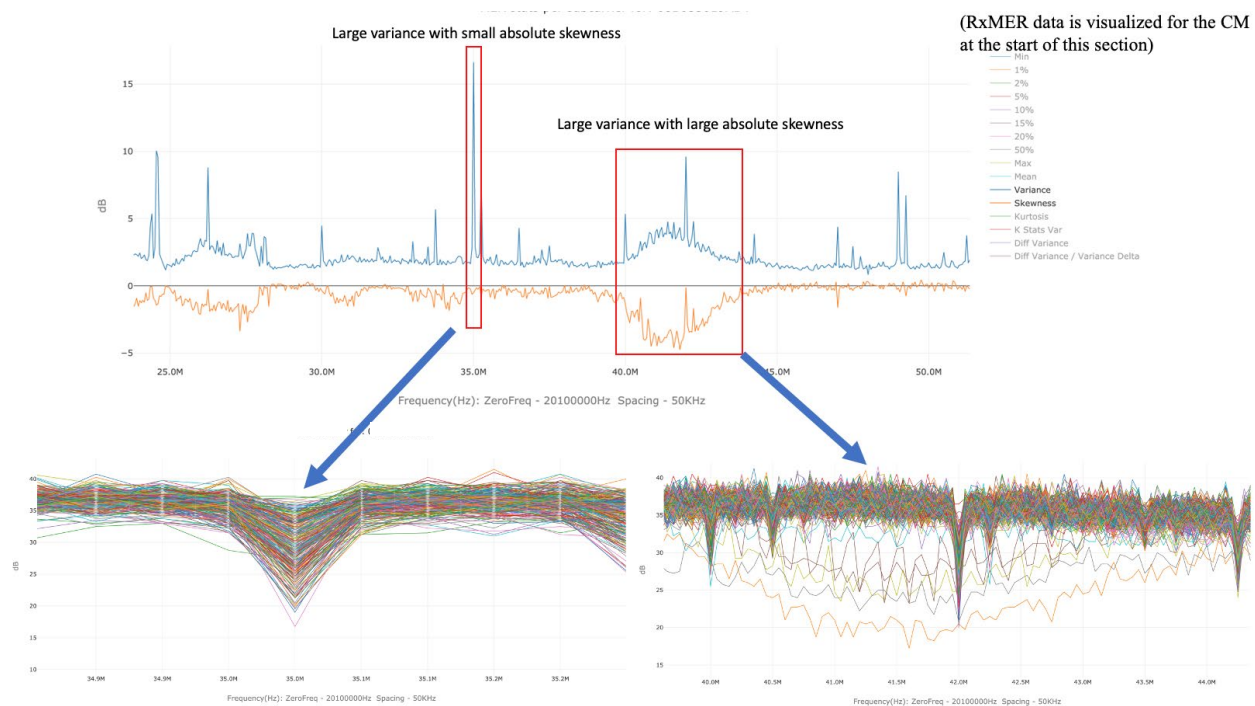 (RxMER data is visualized for the CM
at the start of this section)
Large variance with small absolute skewness
Large variance with large absolute skewness
Min
1%
2%
5%
10%
15%
20%
50%
Max
Mean
Variance
Skewness
Kurtosis
K Stats Var
Diff Variance
Diff Variance / Variance Delta
dB
15
10
5
0
−5
25.0M 30.0M 35.0M 40.0M 45.0M 50.0M
Frequency(Hz): ZeroFreq - 20100000Hz Spacing - 50KHz
dB
40
35
30
25
20
15
10
34.9M 34.9M 35.0M 35.0M 35.1M 35.1M 35.2M 35.2M
Frequency(Hz): ZeroFreq - 20100000Hz Spacing - 50KHz
dB
40
35
30
25
20
15
40.0M 40.5M 41.0M 41.5M 42.0M 42.5M 43.0M 43.5M 44.0M
Frequency(Hz): ZeroFreq - 20100000Hz Spacing - 50KHz